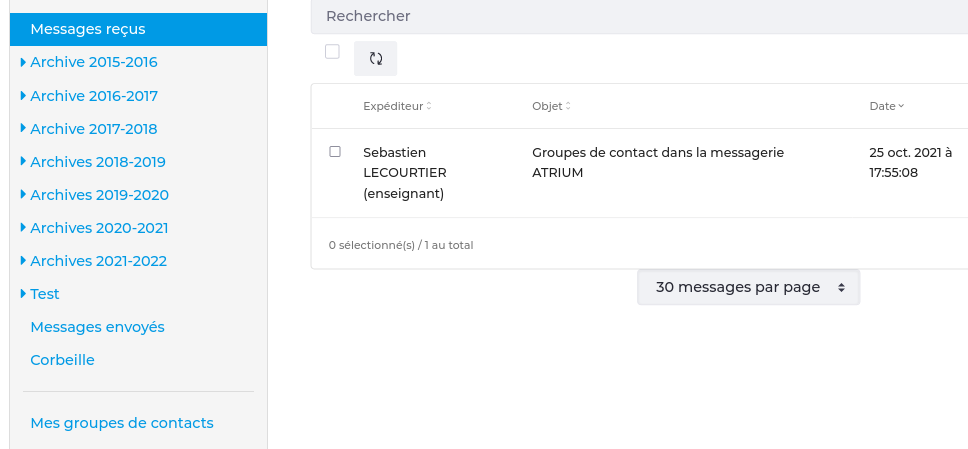 Messages reçus
Archive 2015-2016
Archive 2016-2017
Archive 2017-2018
Archives 2018-2019
Archives 2019-2020
Archives 2020-2021
Archives 2021-2022
Test
Messages envoyés
Corbeille
Mes groupes de contacts
Rechercher
Expéditeur
Objet
Date
Sebastien
LECOURTIER
(enseignant)
Groupes de contact dans la messagerie
ATRIUM
25 oct. 2021 à
17:55:08
0 sélectionné(s) / 1 au total
30 messages par page